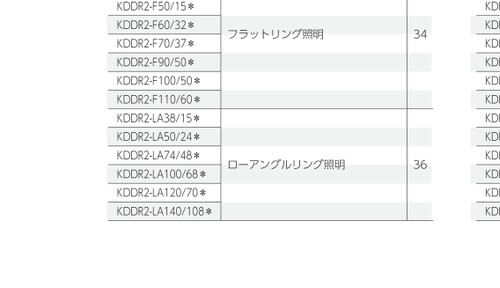 KDDR2-F50/15＊ KD
KDDR2-F60/32＊ KD
フラットリング照明 34
KDDR2-F70/37＊ KD
KDDR2-F90/50＊ KD
KDDR2-F100/50＊ KD
KDDR2-F110/60＊ KD
KDDR2-LA38/15＊ KD
KDDR2-LA50/24＊ KD
KDDR2-LA74/48＊ KD
ローアングルリング照明 36
KDDR2-LA100/68＊ KD
KDDR2-LA120/70＊ KD
KDDR2-LA140/108＊ KD